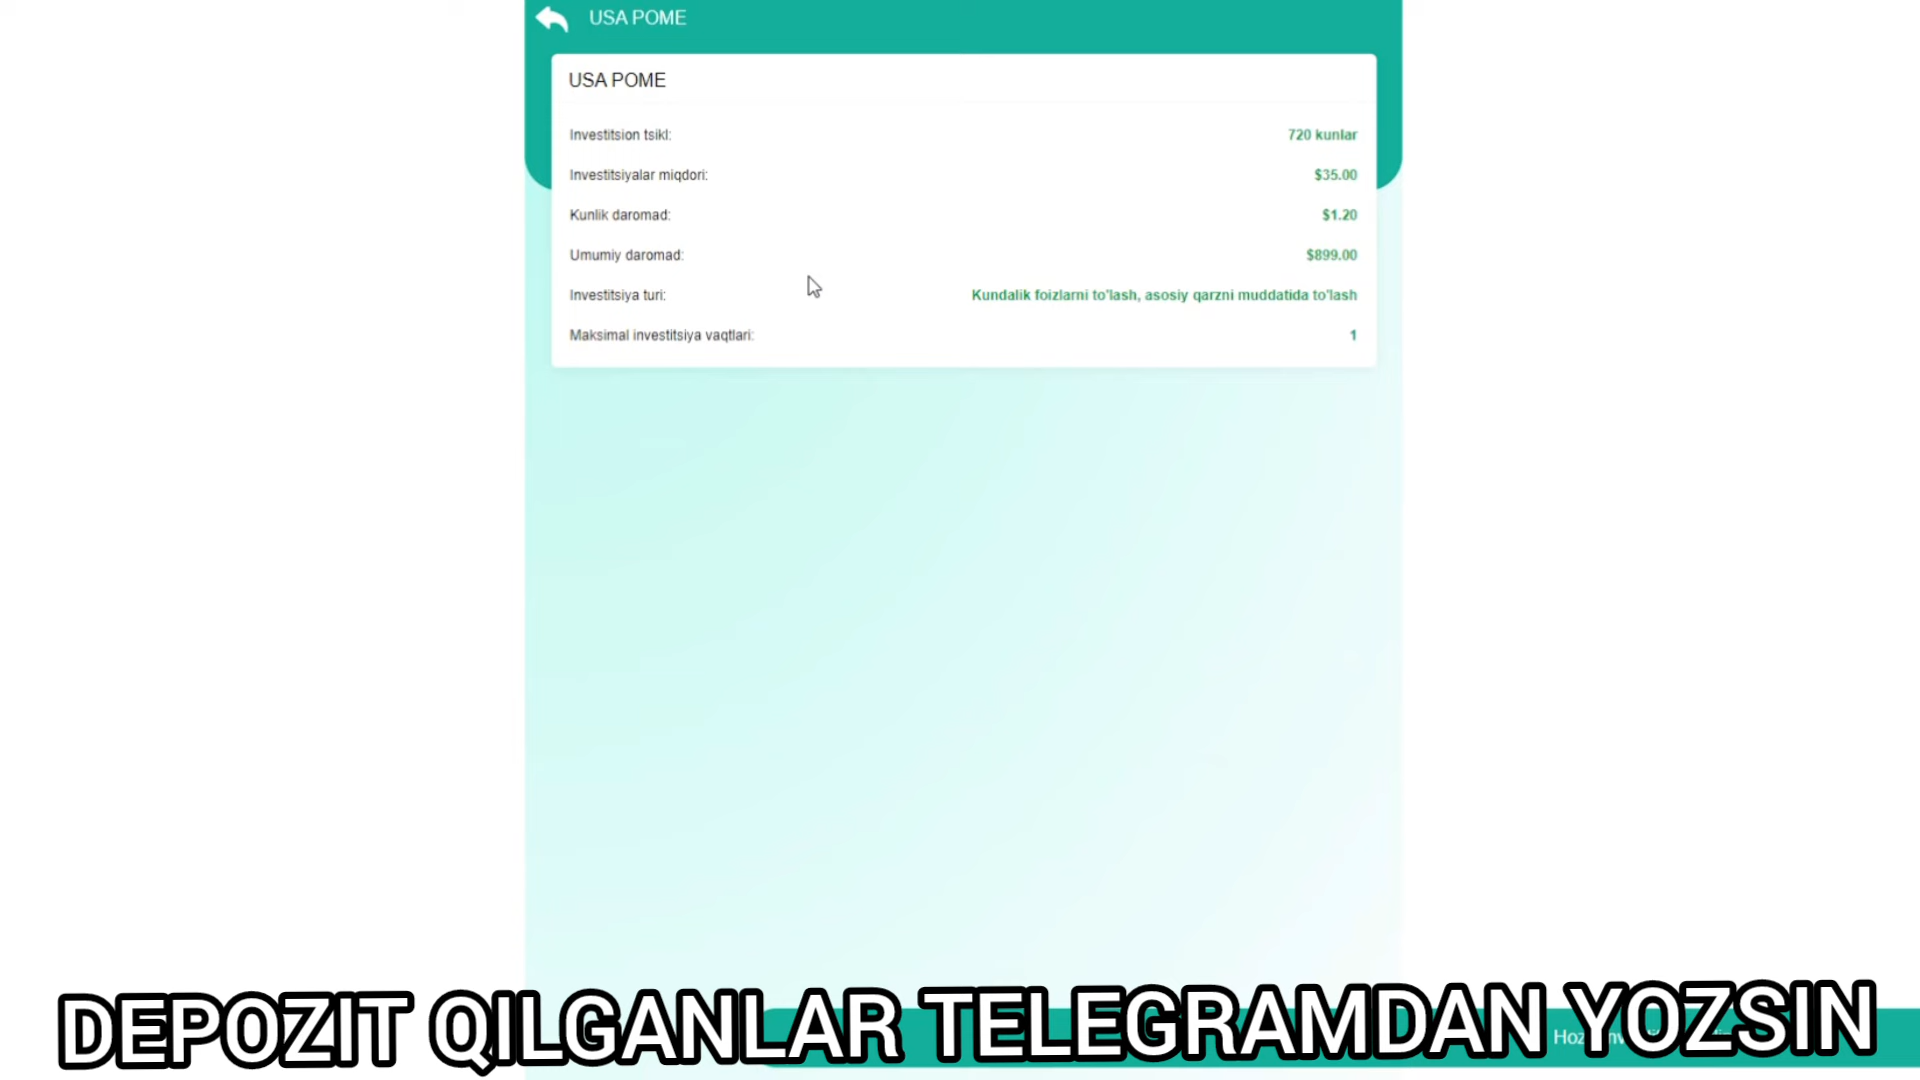 USA POME
USA POME
Investitsion tsikl: 720 kunlar
Investitsiyalar miqdori: $35.00
Kunlik daromad: $1.20
Umumiy daromad: $899.00
Investitsiya turi: Kundalik foizlarni to'lash, asosiy qarzni muddatida to'lash
Maksimal investitsiya vaqtlari: 1
DEPOZIT QILGANLAR TELEGRAMDAN YOZSIN